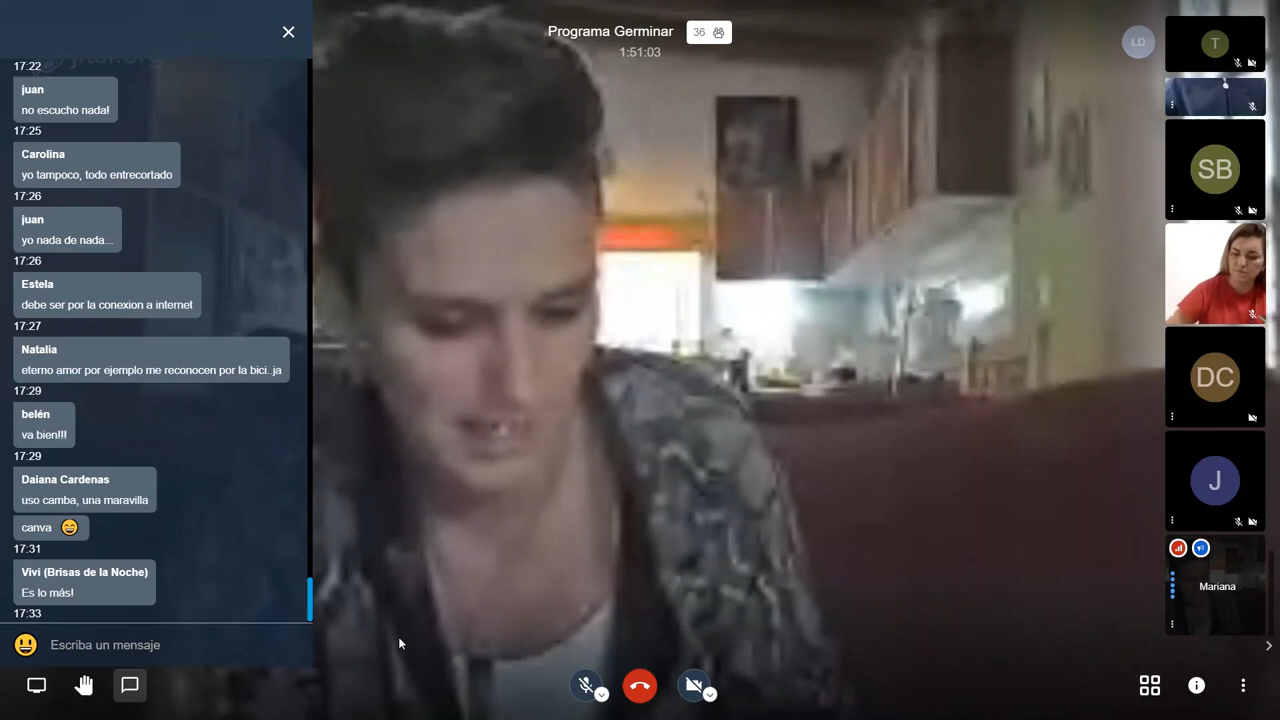 Programa Germinar
36
1:51:03
17:22
juan
no escucho nada!
17:25
Carolina
yo tampoco, todo entrecortado
17:26
juan
yo nada de nada...
17:26
Estela
debe ser por la conexion a internet
17:27
Natalia
eterno amor por ejemplo me reconocen por la bici..ja
17:29
belén
va bien!!!
17:29
Daiana Cardenas
uso camba, una maravilla
canva 😄
17:31
Vivi (Brisas de la Noche)
Es lo más!
17:33
Escriba un mensaje
LD
T
SB
DC
J
Mariana